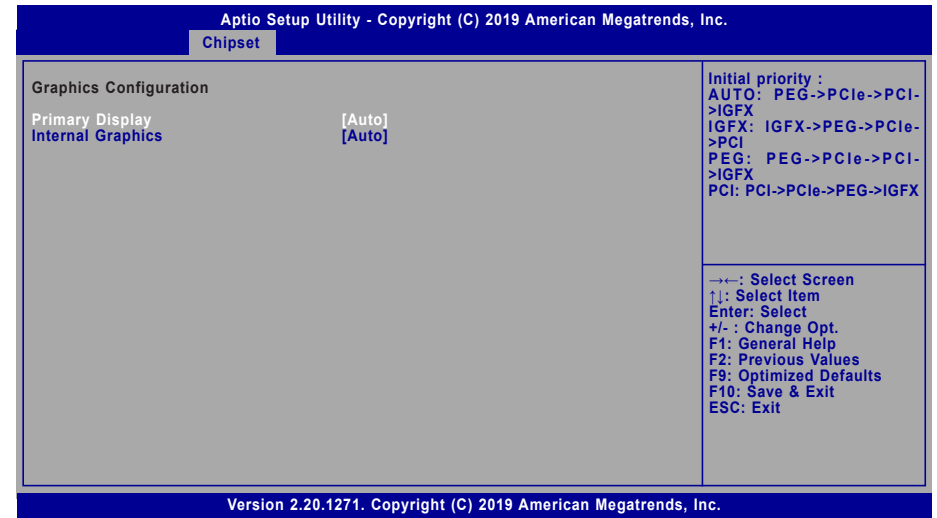 Aptio Setup Utility - Copyright (C) 2019 American Megatrends, Inc.
Chipset
Graphics Configuration
Primary Display [Auto]
Internal Graphics [Auto]
Initial priority :
AUTO: PEG->PCIe->PCI-
>IGFX
IGFX: IGFX->PEG->PCIe-
>PCI
PEG: PEG->PCIe->PCI-
>IGFX
PCI: PCI->PCIe->PEG->IGFX
→←: Select Screen
↑↓: Select Item
Enter: Select
+/- : Change Opt.
F1: General Help
F2: Previous Values
F9: Optimized Defaults
F10: Save & Exit
ESC: Exit
Version 2.20.1271. Copyright (C) 2019 American Megatrends, Inc.